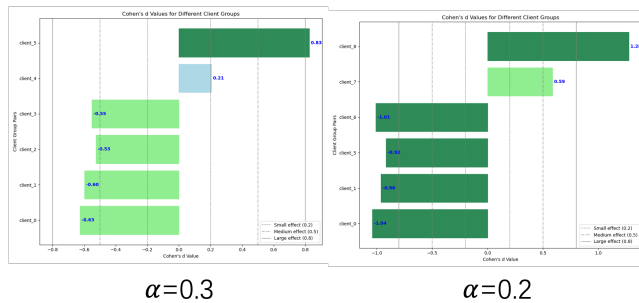 Cohen's d Values for Different Client Groups
client_5
0.83
client_4
0.21
client_3
-0.55
client_2
-0.53
client_1
-0.60
client_0
-0.63
Client Group Pairs
Small effect (0.2)
Medium effect (0.5)
Large effect (0.8)
−0.8 −0.6 −0.4 −0.2 0.0 0.2 0.4 0.6 0.8
Cohen's d Value
α=0.3
Cohen's d Values for Different Client Groups
client_8
1.28
client_7
0.59
client_6
client_5
client_1
client_0
Client Group Pairs
Small effect (0.2)
Medium effect (0.5)
Large effect (0.8)
−1.0 −0.5 0.0 0.5 1.0
Cohen's d Value
α=0.2